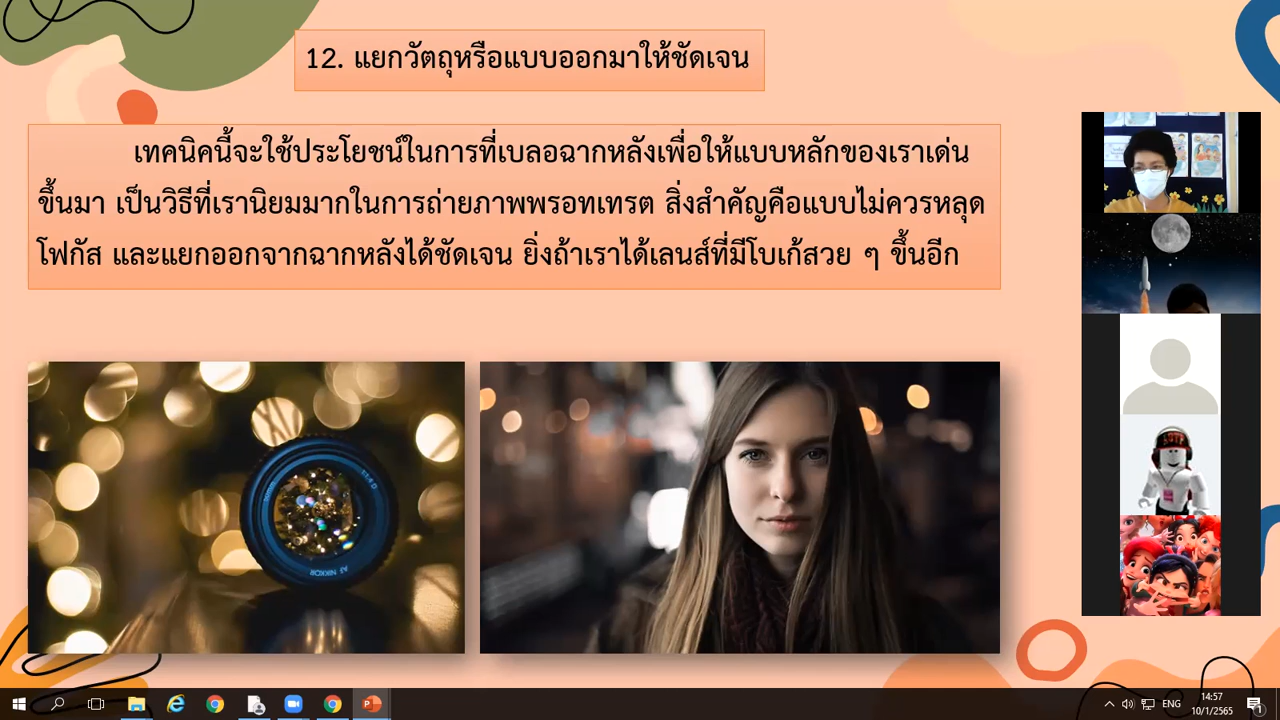 12. แยกวัตถุหรือแบบออกมาให้ชัดเจน
เทคนิคนี้จะใช้ประโยชน์ในการที่เบลอฉากหลังเพื่อให้แบบหลักของเราเด่น
ขึ้นมา เป็นวิธีที่เรานิยมมากในการถ่ายภาพพรอทเทรต สิ่งสำคัญคือแบบไม่ควรหลุด
โฟกัส และแยกออกจากฉากหลังได้ชัดเจน ยิ่งถ้าเราได้เลนส์ที่มีโบเก้สวย ๆ ขึ้นอีก
AF NIKKOR
ENG
14:57
10/1/2565
1